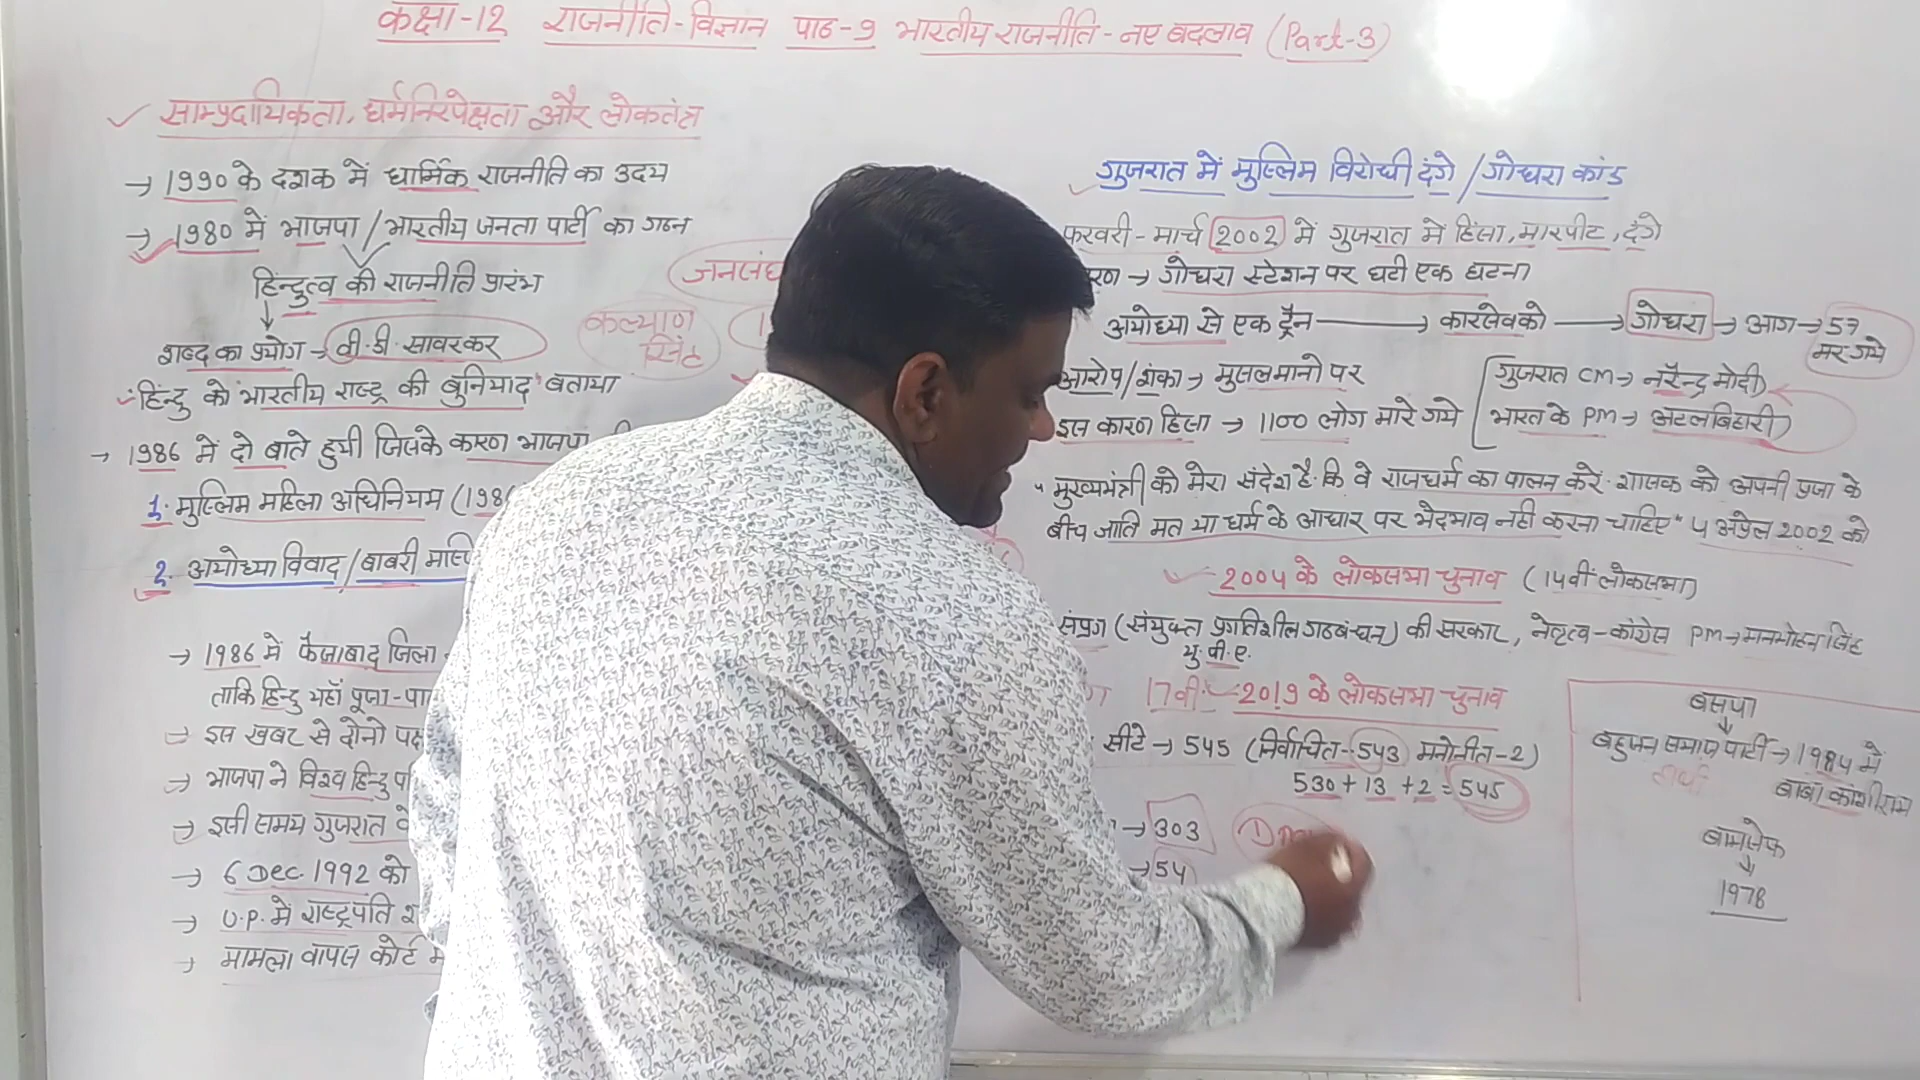 कक्षा-12 राजनीति-विज्ञान पाठ-9 भारतीय राजनीति - नए बदलाव (Part-3)
साम्प्रदायिकता, धर्मनिरपेक्षता और लोकतंत्र
→ 1990 के दशक में धार्मिक राजनीति का उदय
→ 1980 में भाजपा / भारतीय जनता पार्टी का गठन
हिन्दुत्व की राजनीति प्रारंभ
शब्द का प्रयोग → वी.डी. सावरकर
हिन्दु को भारतीय राष्ट्र की बुनियाद" बताया
→ 1986 में दो बाते हुयी जिसके कारण भाजपा
1. मुस्लिम महिला अधिनियम (198
2. अयोध्या विवाद / बाबरी मस्जि
→ 1986 में फैजाबाद जिला
ताकि हिन्दु यहाँ पूजा-पा
इस खबर से दोनो पक्ष
→ भाजपा ने विश्व हिन्दु प
→ इसी समय गुजरात से
→ 6 Dec. 1992 को
→ U.P. में राष्ट्रपति श
→ मामला वापस कोर्ट म
जनसंघ
कल्याण
सिंह
गुजरात में मुस्लिम विरोधी दंगे / गोधरा कांड
फरवरी - मार्च 2002 में गुजरात में हिंसा, मारपीट, दंगे
रण → गोधरा स्टेशन पर घटी एक घटना
अयोध्या से एक ट्रैन → कारसेवको → गोधरा → आग → 57
मर गये
आरोप/शंका → मुसलमानो पर
गुजरात CM → नरेन्द्र मोदी
इस कारण हिंसा → 1100 लोग मारे गये
भारत के PM → अटलबिहारी
"मुख्यमंत्री को मेरा संदेश है कि वे राजधर्म का पालन करें. शासक को अपनी प्रजा के
बीच जाति मत या धर्म के आधार पर भेदभाव नही करना चाहिए" 4 अप्रेल 2002 को
2004 के लोकसभा चुनाव (14वी लोकसभा)
संप्रग (संयुक्त प्रगतिशील गठबंधन) की सरकार, नेतृत्व - कांग्रेस PM → मनमोहन सिंह
यू.पी.ए.
17वी. 2019 के लोकसभा चुनाव
सीटे → 545 (निर्वाचित - 543 मनोनीत - 2)
530 + 13 + 2 = 545
→ 303
→ 54
बसपा
बहुजन समाज पार्टी → 1984 में
हाथी
बाबा कांशीराम
बामसेफ
1978